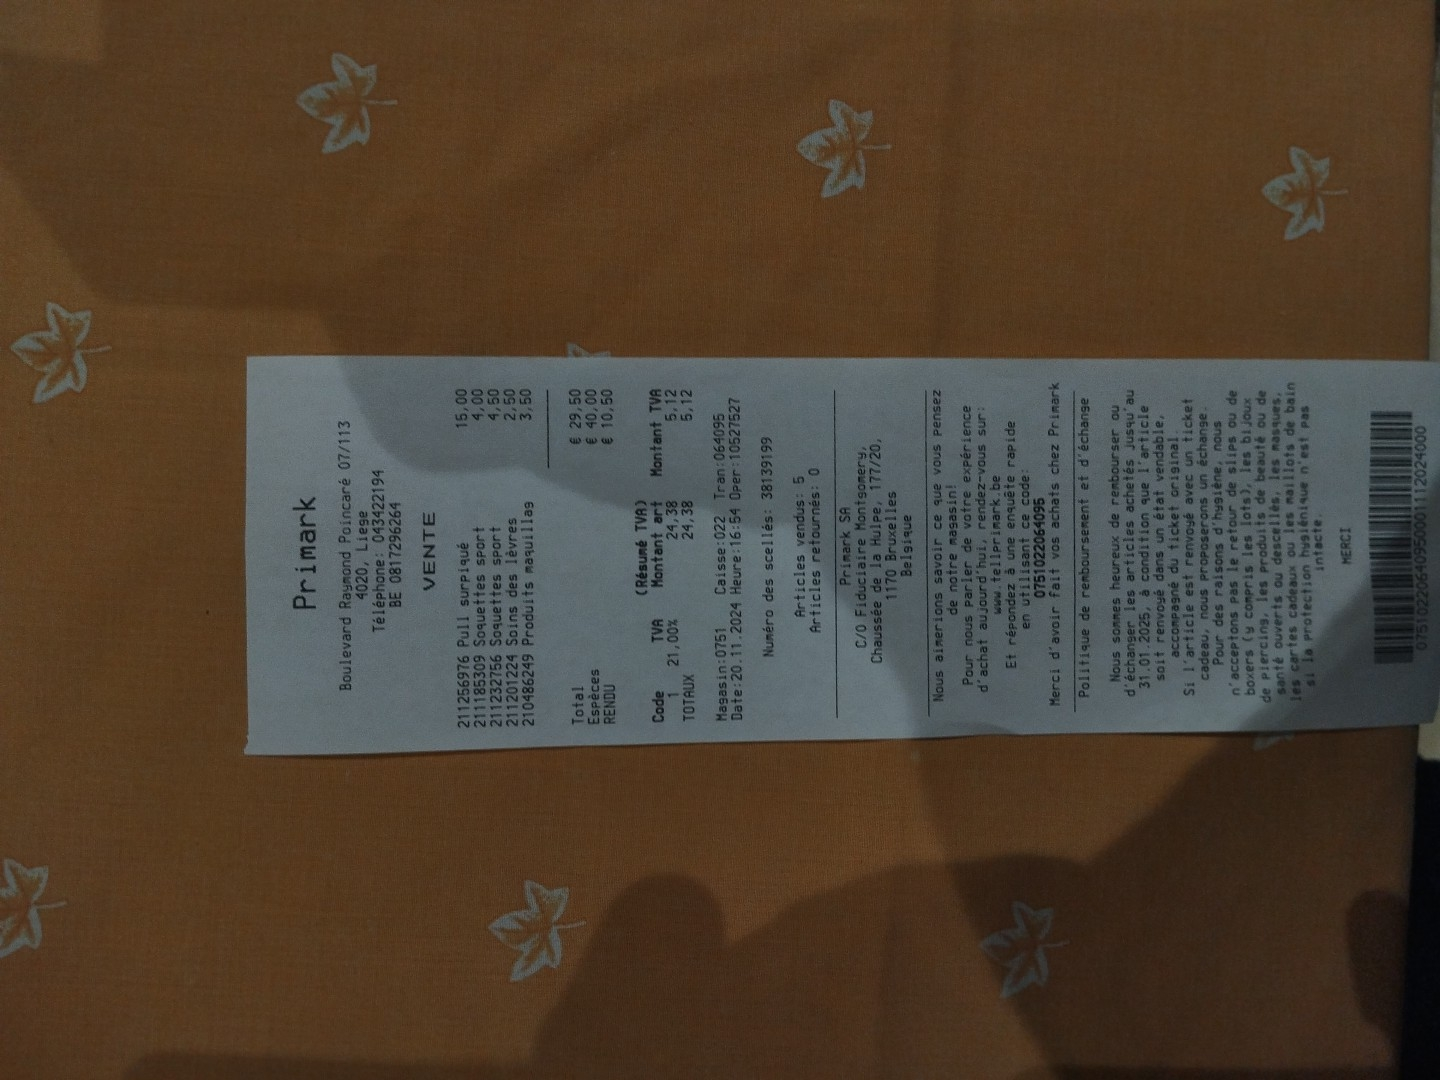 Primark
Boulevard Raymond Poincaré 07/113
4020, Liege
Téléphone: 043422194
BE 0817296264
VENTE
211256976 Pull surpiqué 15,00
211185309 Soquettes sport 4,00
211232756 Soquettes sport 4,50
211201224 Soins des lèvres 2,50
210486249 Produits maquillag 3,50
Total € 29,50
Espèces € 40,00
RENDU € 10,50
(Résumé TVA)
Code TVA Montant art Montant TVA
1 21,00% 24,38 5,12
TOTAUX 24,38 5,12
Magasin:0751 Caisse:022 Tran:064095
Date:20.11.2024 Heure:16:54 Oper:10527527
Numéro des scellés: 38139199
Articles vendus: 5
Articles retournés: 0
Primark SA
C/O Fiduciaire Montgomery,
Chaussée de la Hulpe, 177/20,
1170 Bruxelles
Belgique
Nous aimerions savoir ce que vous pensez
de notre magasin!
Pour nous parler de votre expérience
d'achat aujourd'hui, rendez-vous sur:
www.tellprimark.be
Et répondez à une enquête rapide
en utilisant ce code:
0751022064095
Merci d'avoir fait vos achats chez Primark
Politique de remboursement et d'échange
Nous sommes heureux de rembourser ou
d'échanger les articles achetés jusqu'au
31.01.2025, à condition que l'article
soit renvoyé dans un état vendable,
accompagné du ticket original
Si l'article est renvoyé avec un ticket
cadeau, nous proposerons un échange.
Pour des raisons d'hygiène, nous
n'acceptons pas le retour de slips ou de
boxers (y compris les lots), les bijoux
de piercing, les produits de beauté ou de
santé ouverts ou descellés, les masques,
les cartes cadeaux ou les maillots de bain
si la protection hygiénique n'est pas
intacte.
MERCI
0751022064095000112024000